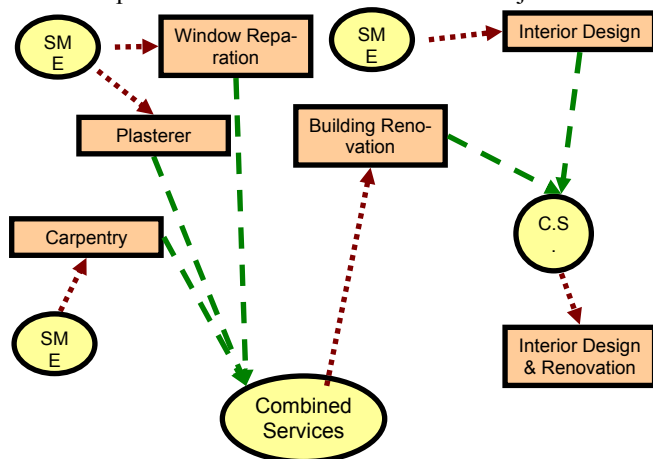 SM
E
Window Repa-
ration
SM
E
Interior Design
Plasterer
Building Reno-
vation
Carpentry
C.S
.
SM
E
Interior Design
& Renovation
Combined
Services